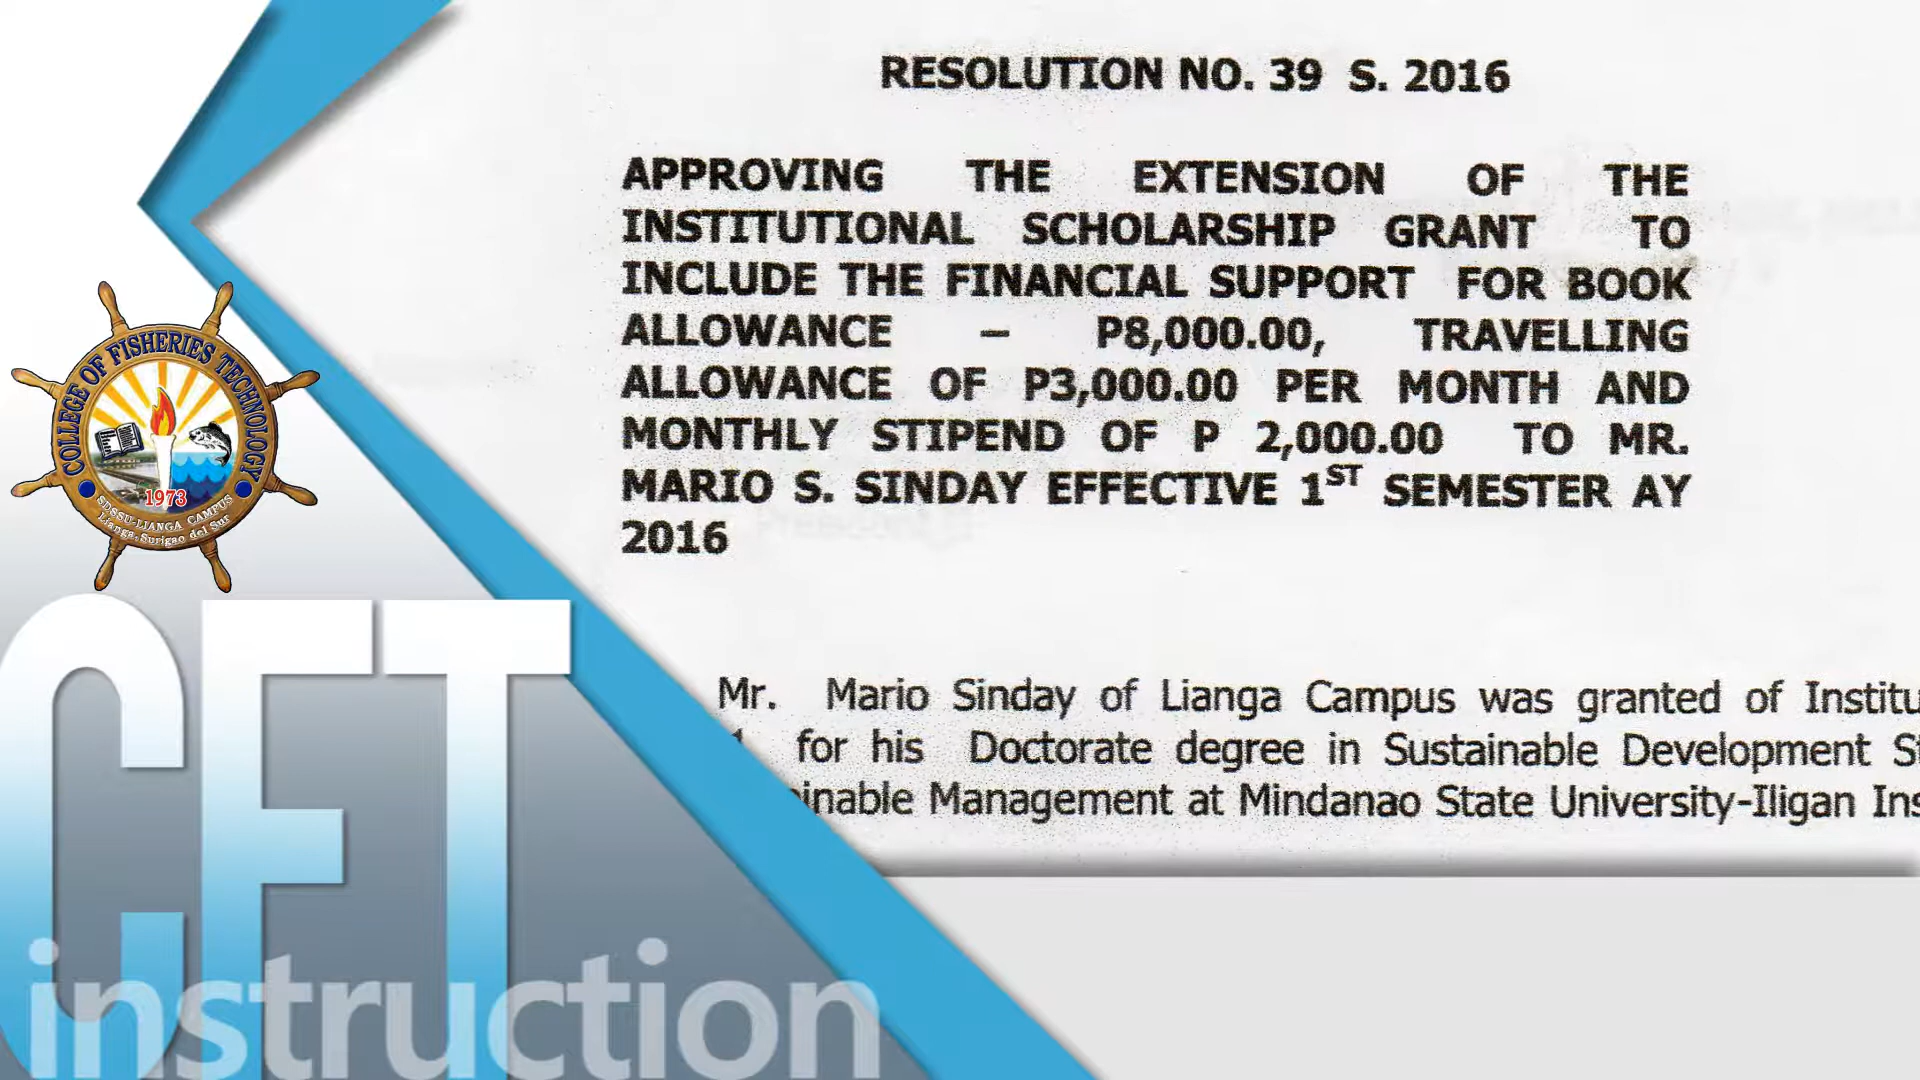 RESOLUTION NO. 39 S. 2016
APPROVING THE EXTENSION OF THE
INSTITUTIONAL SCHOLARSHIP GRANT TO
INCLUDE THE FINANCIAL SUPPORT FOR BOOK
ALLOWANCE – P8,000.00, TRAVELLING
ALLOWANCE OF P3,000.00 PER MONTH AND
MONTHLY STIPEND OF P 2,000.00 TO MR.
MARIO S. SINDAY EFFECTIVE 1ST SEMESTER AY
2016
Mr. Mario Sinday of Lianga Campus was granted of Institu
for his Doctorate degree in Sustainable Development S
inable Management at Mindanao State University-Iligan Ins
COLLEGE OF FISHERIES TECHNOLOGY
1973
SDSSU-LIANGA CAMPUS
Lianga, Surigao del Sur
CFT
instruction